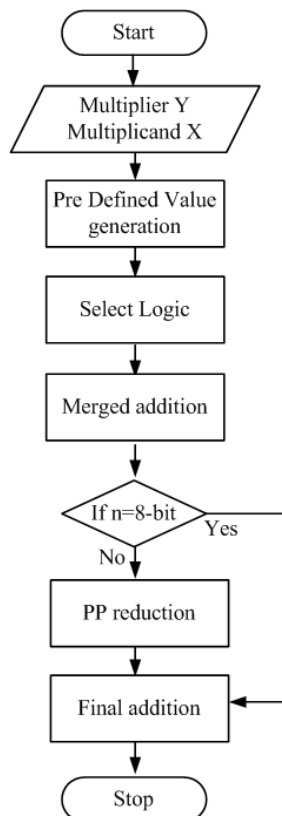 Start
Multiplier Y
Multiplicand X
Pre Defined Value
generation
Select Logic
Merged addition
If n=8-bit
Yes
No
PP reduction
Final addition
Stop